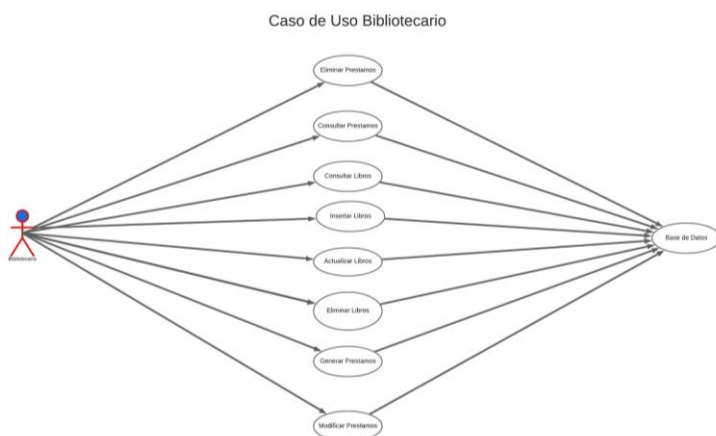 Caso de Uso Bibliotecario
Eliminar Prestamos
Consultar Prestamos
Consultar Libros
Insertar Libros
Base de Datos
Bibliotecario
Actualizar Libros
Eliminar Libros
Generar Prestamos
Modificar Prestamos